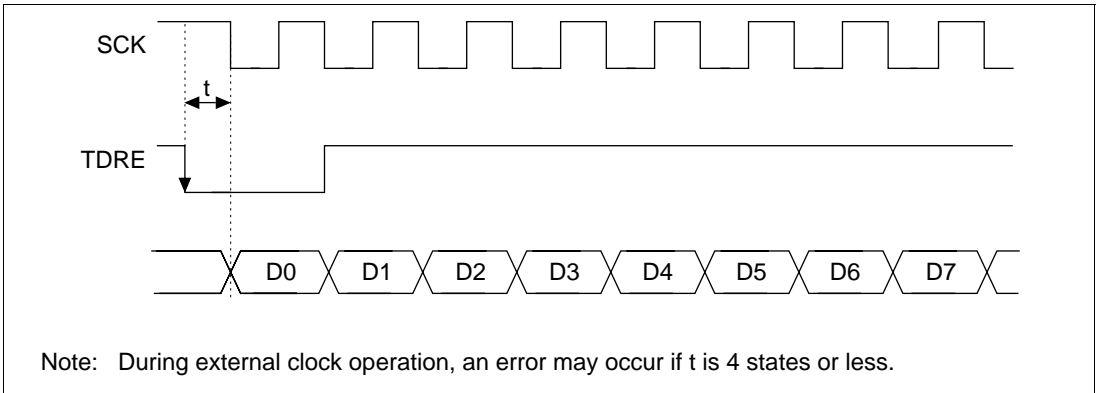 SCK
t
TDRE
D0 D1 D2 D3 D4 D5 D6 D7
Note: During external clock operation, an error may occur if t is 4 states or less.